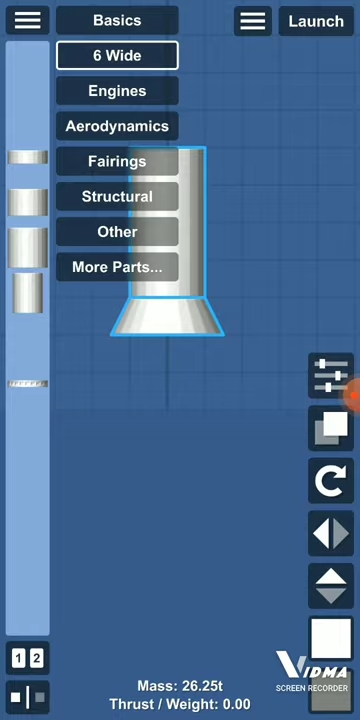 Basics
Launch
6 Wide
Engines
Aerodynamics
Fairings
Structural
Other
More Parts...
1 2
Mass: 26.25t
Thrust / Weight: 0.00
VIDMA
SCREEN RECORDER